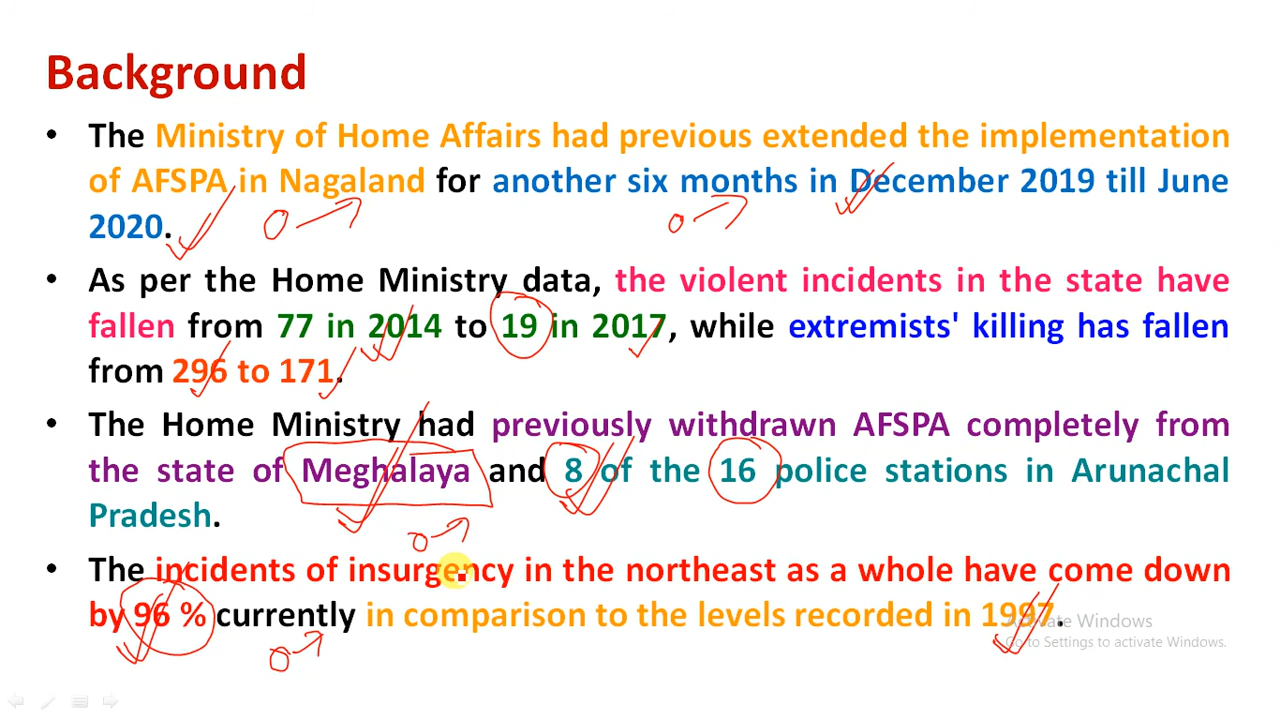 Background
• The Ministry of Home Affairs had previous extended the implementation
of AFSPA in Nagaland for another six months in December 2019 till June
2020.
• As per the Home Ministry data, the violent incidents in the state have
fallen from 77 in 2014 to 19 in 2017, while extremists' killing has fallen
from 296 to 171.
• The Home Ministry had previously withdrawn AFSPA completely from
the state of Meghalaya and 8 of the 16 police stations in Arunachal
Pradesh.
• The incidents of insurgency in the northeast as a whole have come down
by 96 % currently in comparison to the levels recorded in 1997.
Activate Windows
Go to Settings to activate Windows.